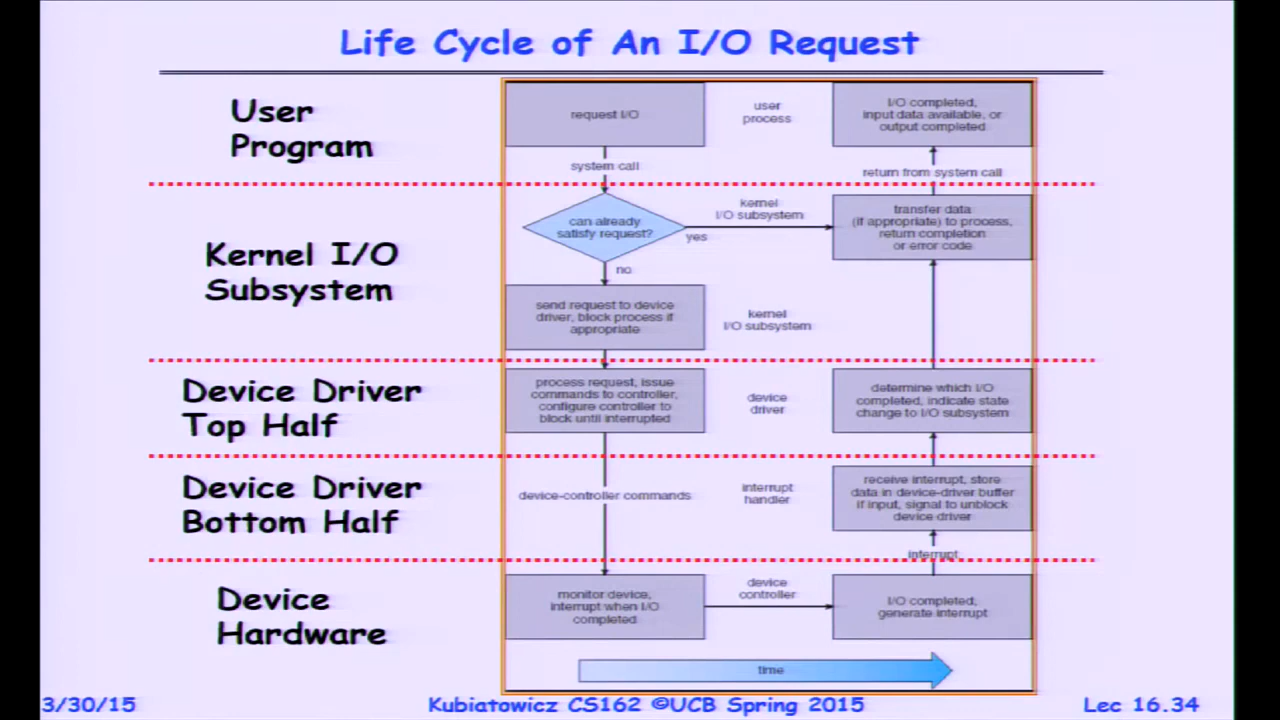 Life Cycle of An I/O Request
User
Program
request I/O
user
process
I/O completed,
input data available, or
output completed
system call
return from system call
Kernel I/O
Subsystem
can already
satisfy request?
yes
no
kernel
I/O subsystem
transfer data
(if appropriate) to process,
return completion
or error code
send request to device
driver, block process if
appropriate
kernel
I/O subsystem
Device Driver
Top Half
process request, issue
commands to controller,
configure controller to
block until interrupted
device
driver
determine which I/O
completed, indicate state
change to I/O subsystem
Device Driver
Bottom Half
device-controller commands
interrupt
handler
receive interrupt, store
data in device-driver buffer
if input, signal to unblock
device driver
interrupt
Device
Hardware
monitor device,
interrupt when I/O
completed
device
controller
I/O completed,
generate interrupt
time
3/30/15
Kubiatowicz CS162 ©UCB Spring 2015
Lec 16.34